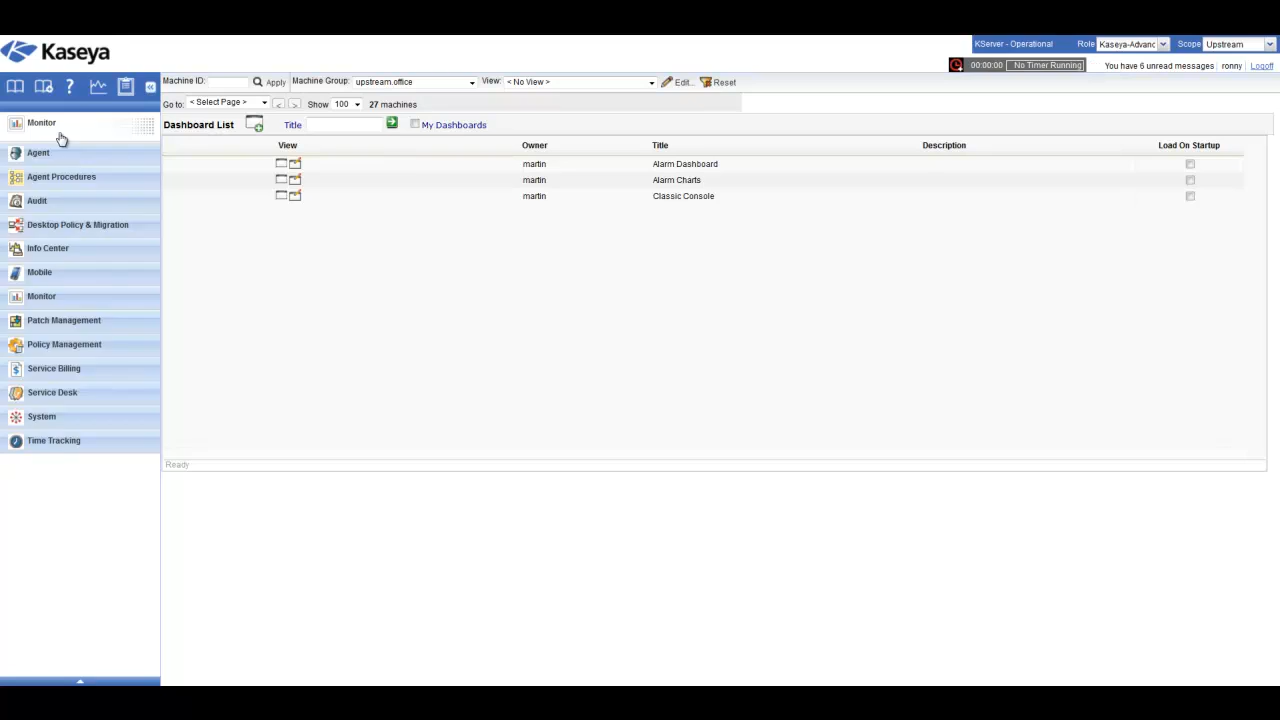 Kaseya
KServer - Operational Role Kaseya-Advanc Scope Upstream
00:00:00 No Timer Running You have 6 unread messages ronny Logoff
Machine ID: Apply Machine Group: upstream.office View: < No View > Edit... Reset
Go to: < Select Page > < > Show 100 27 machines
Dashboard List Title My Dashboards
View Owner Title Description Load On Startup
martin Alarm Dashboard
martin Alarm Charts
martin Classic Console
Ready
Monitor
Agent
Agent Procedures
Audit
Desktop Policy & Migration
Info Center
Mobile
Monitor
Patch Management
Policy Management
Service Billing
Service Desk
System
Time Tracking